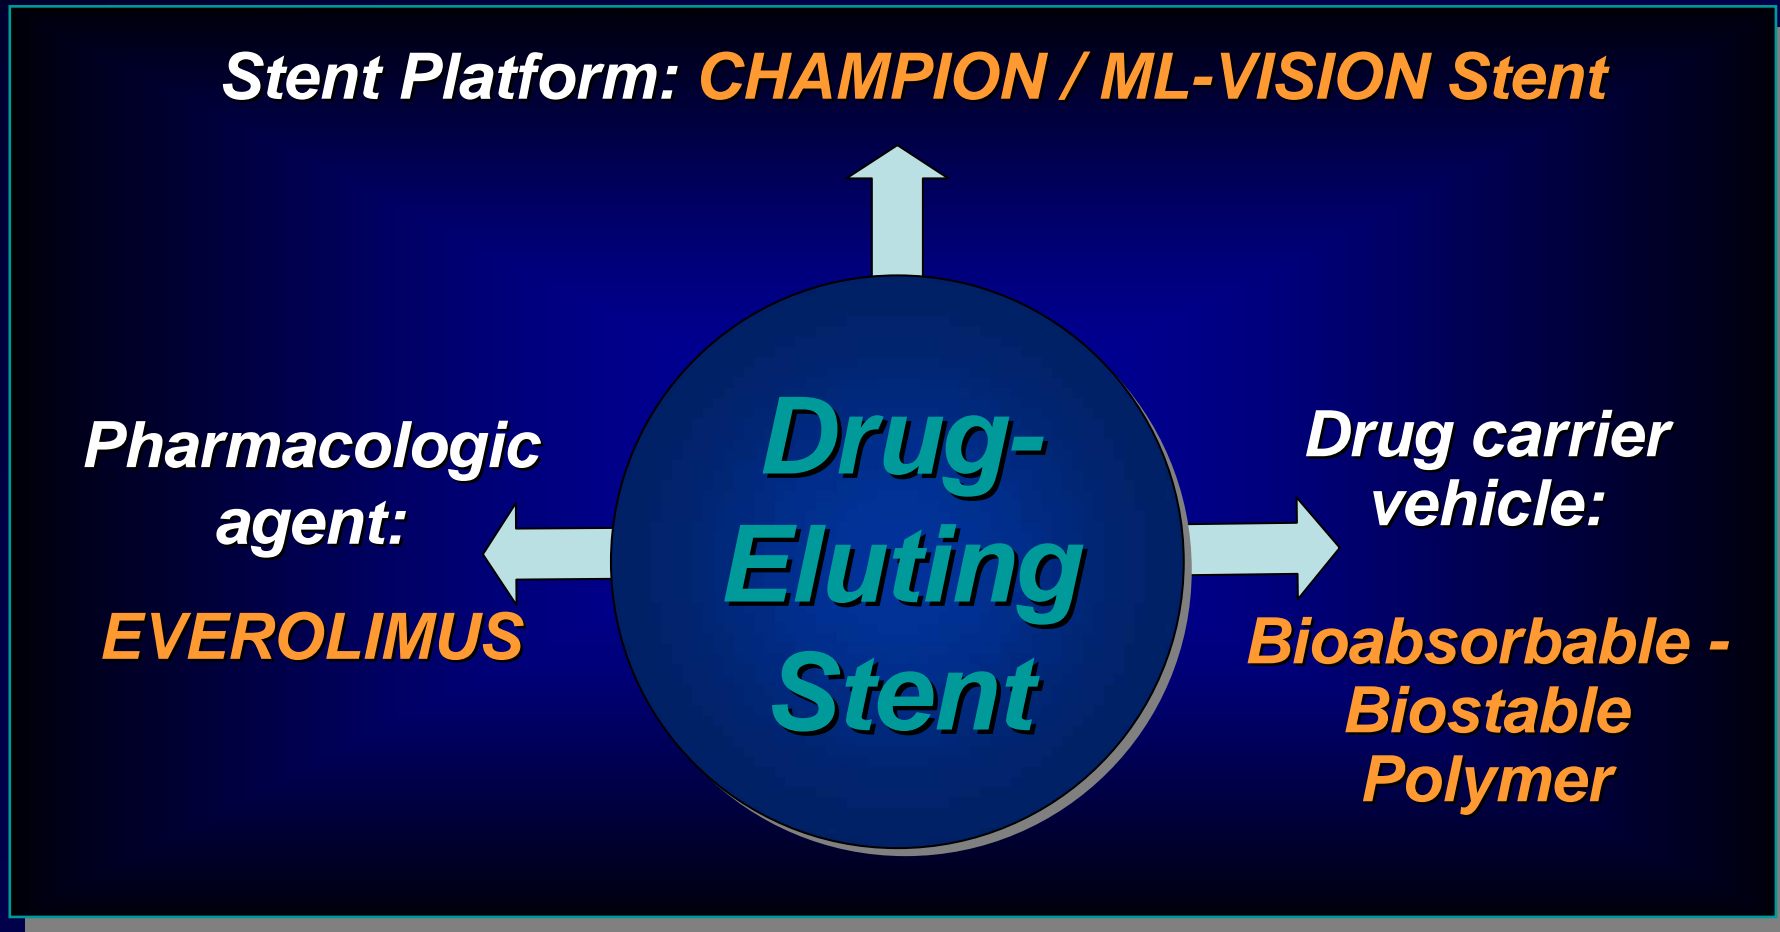 Stent Platform: CHAMPION / ML-VISION Stent
Pharmacologic
agent:
EVEROLIMUS
Drug-
Eluting
Stent
Drug carrier
vehicle:
Bioabsorbable -
Biostable
Polymer